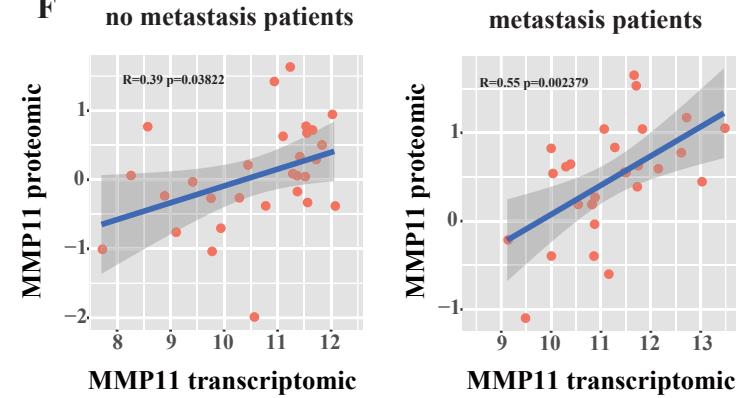 F
no metastasis patients
metastasis patients
R=0.39 p=0.03822
MMP11 proteomic
1
0
−1
−2
8 9 10 11 12
MMP11 transcriptomic
R=0.55 p=0.002379
MMP11 proteomic
1
0
−1
9 10 11 12 13
MMP11 transcriptomic